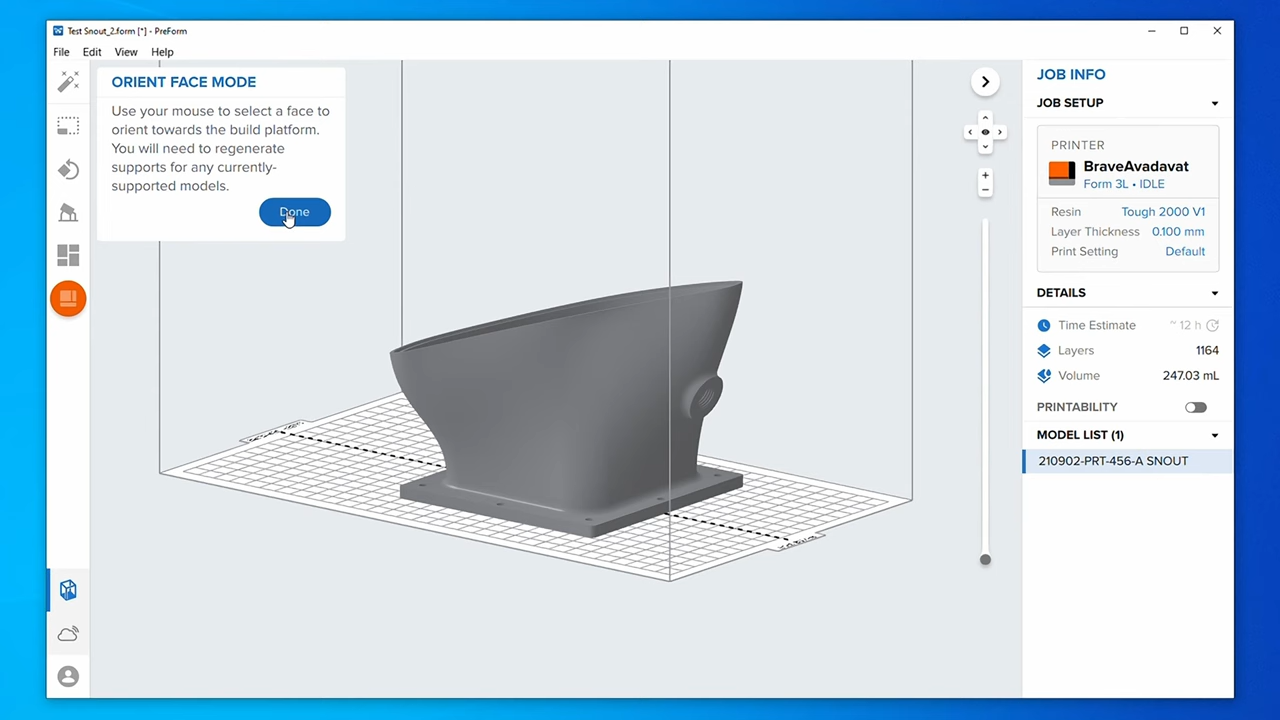 Test Snout_2.form [*] - PreForm
File Edit View Help
ORIENT FACE MODE
Use your mouse to select a face to
orient towards the build platform.
You will need to regenerate
supports for any currently-
supported models.
Done
JOB INFO
JOB SETUP
PRINTER
BraveAvadavat
Form 3L • IDLE
Resin Tough 2000 V1
Layer Thickness 0.100 mm
Print Setting Default
DETAILS
Time Estimate ~ 12 h
Layers 1164
Volume 247.03 mL
PRINTABILITY
MODEL LIST (1)
210902-PRT-456-A SNOUT